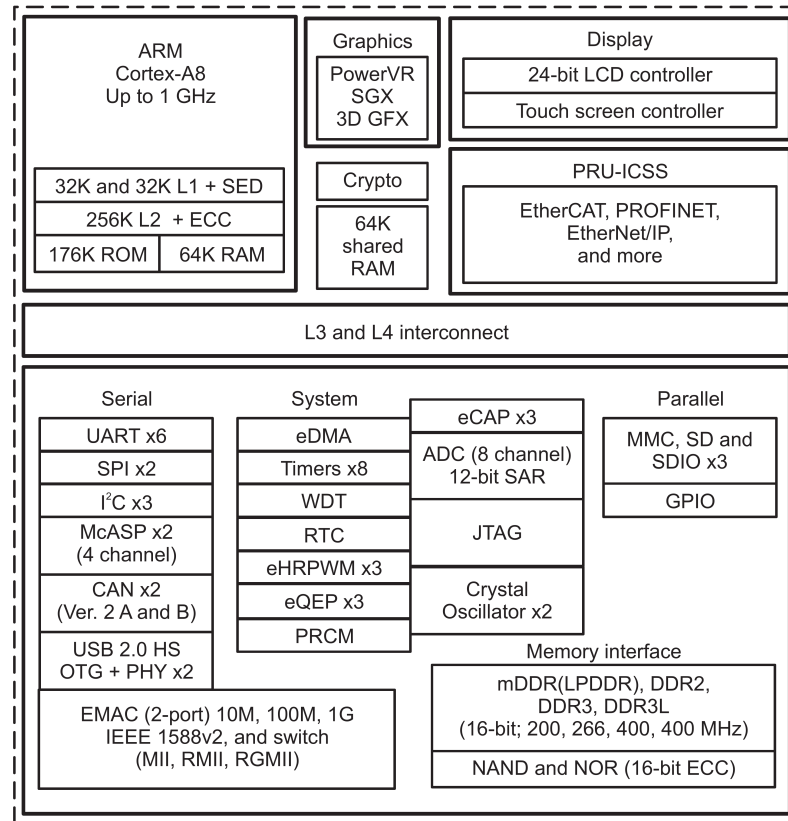 ARM
Cortex-A8
Up to 1 GHz
32K and 32K L1 + SED
256K L2 + ECC
176K ROM
64K RAM
Graphics
PowerVR
SGX
3D GFX
Crypto
64K
shared
RAM
Display
24-bit LCD controller
Touch screen controller
PRU-ICSS
EtherCAT, PROFINET,
EtherNet/IP,
and more
L3 and L4 interconnect
Serial
UART x6
SPI x2
I²C x3
McASP x2
(4 channel)
CAN x2
(Ver. 2 A and B)
USB 2.0 HS
OTG + PHY x2
EMAC (2-port) 10M, 100M, 1G
IEEE 1588v2, and switch
(MII, RMII, RGMII)
System
eDMA
Timers x8
WDT
RTC
eHRPWM x3
eQEP x3
PRCM
eCAP x3
ADC (8 channel)
12-bit SAR
JTAG
Crystal
Oscillator x2
Parallel
MMC, SD and
SDIO x3
GPIO
Memory interface
mDDR(LPDDR), DDR2,
DDR3, DDR3L
(16-bit; 200, 266, 400, 400 MHz)
NAND and NOR (16-bit ECC)